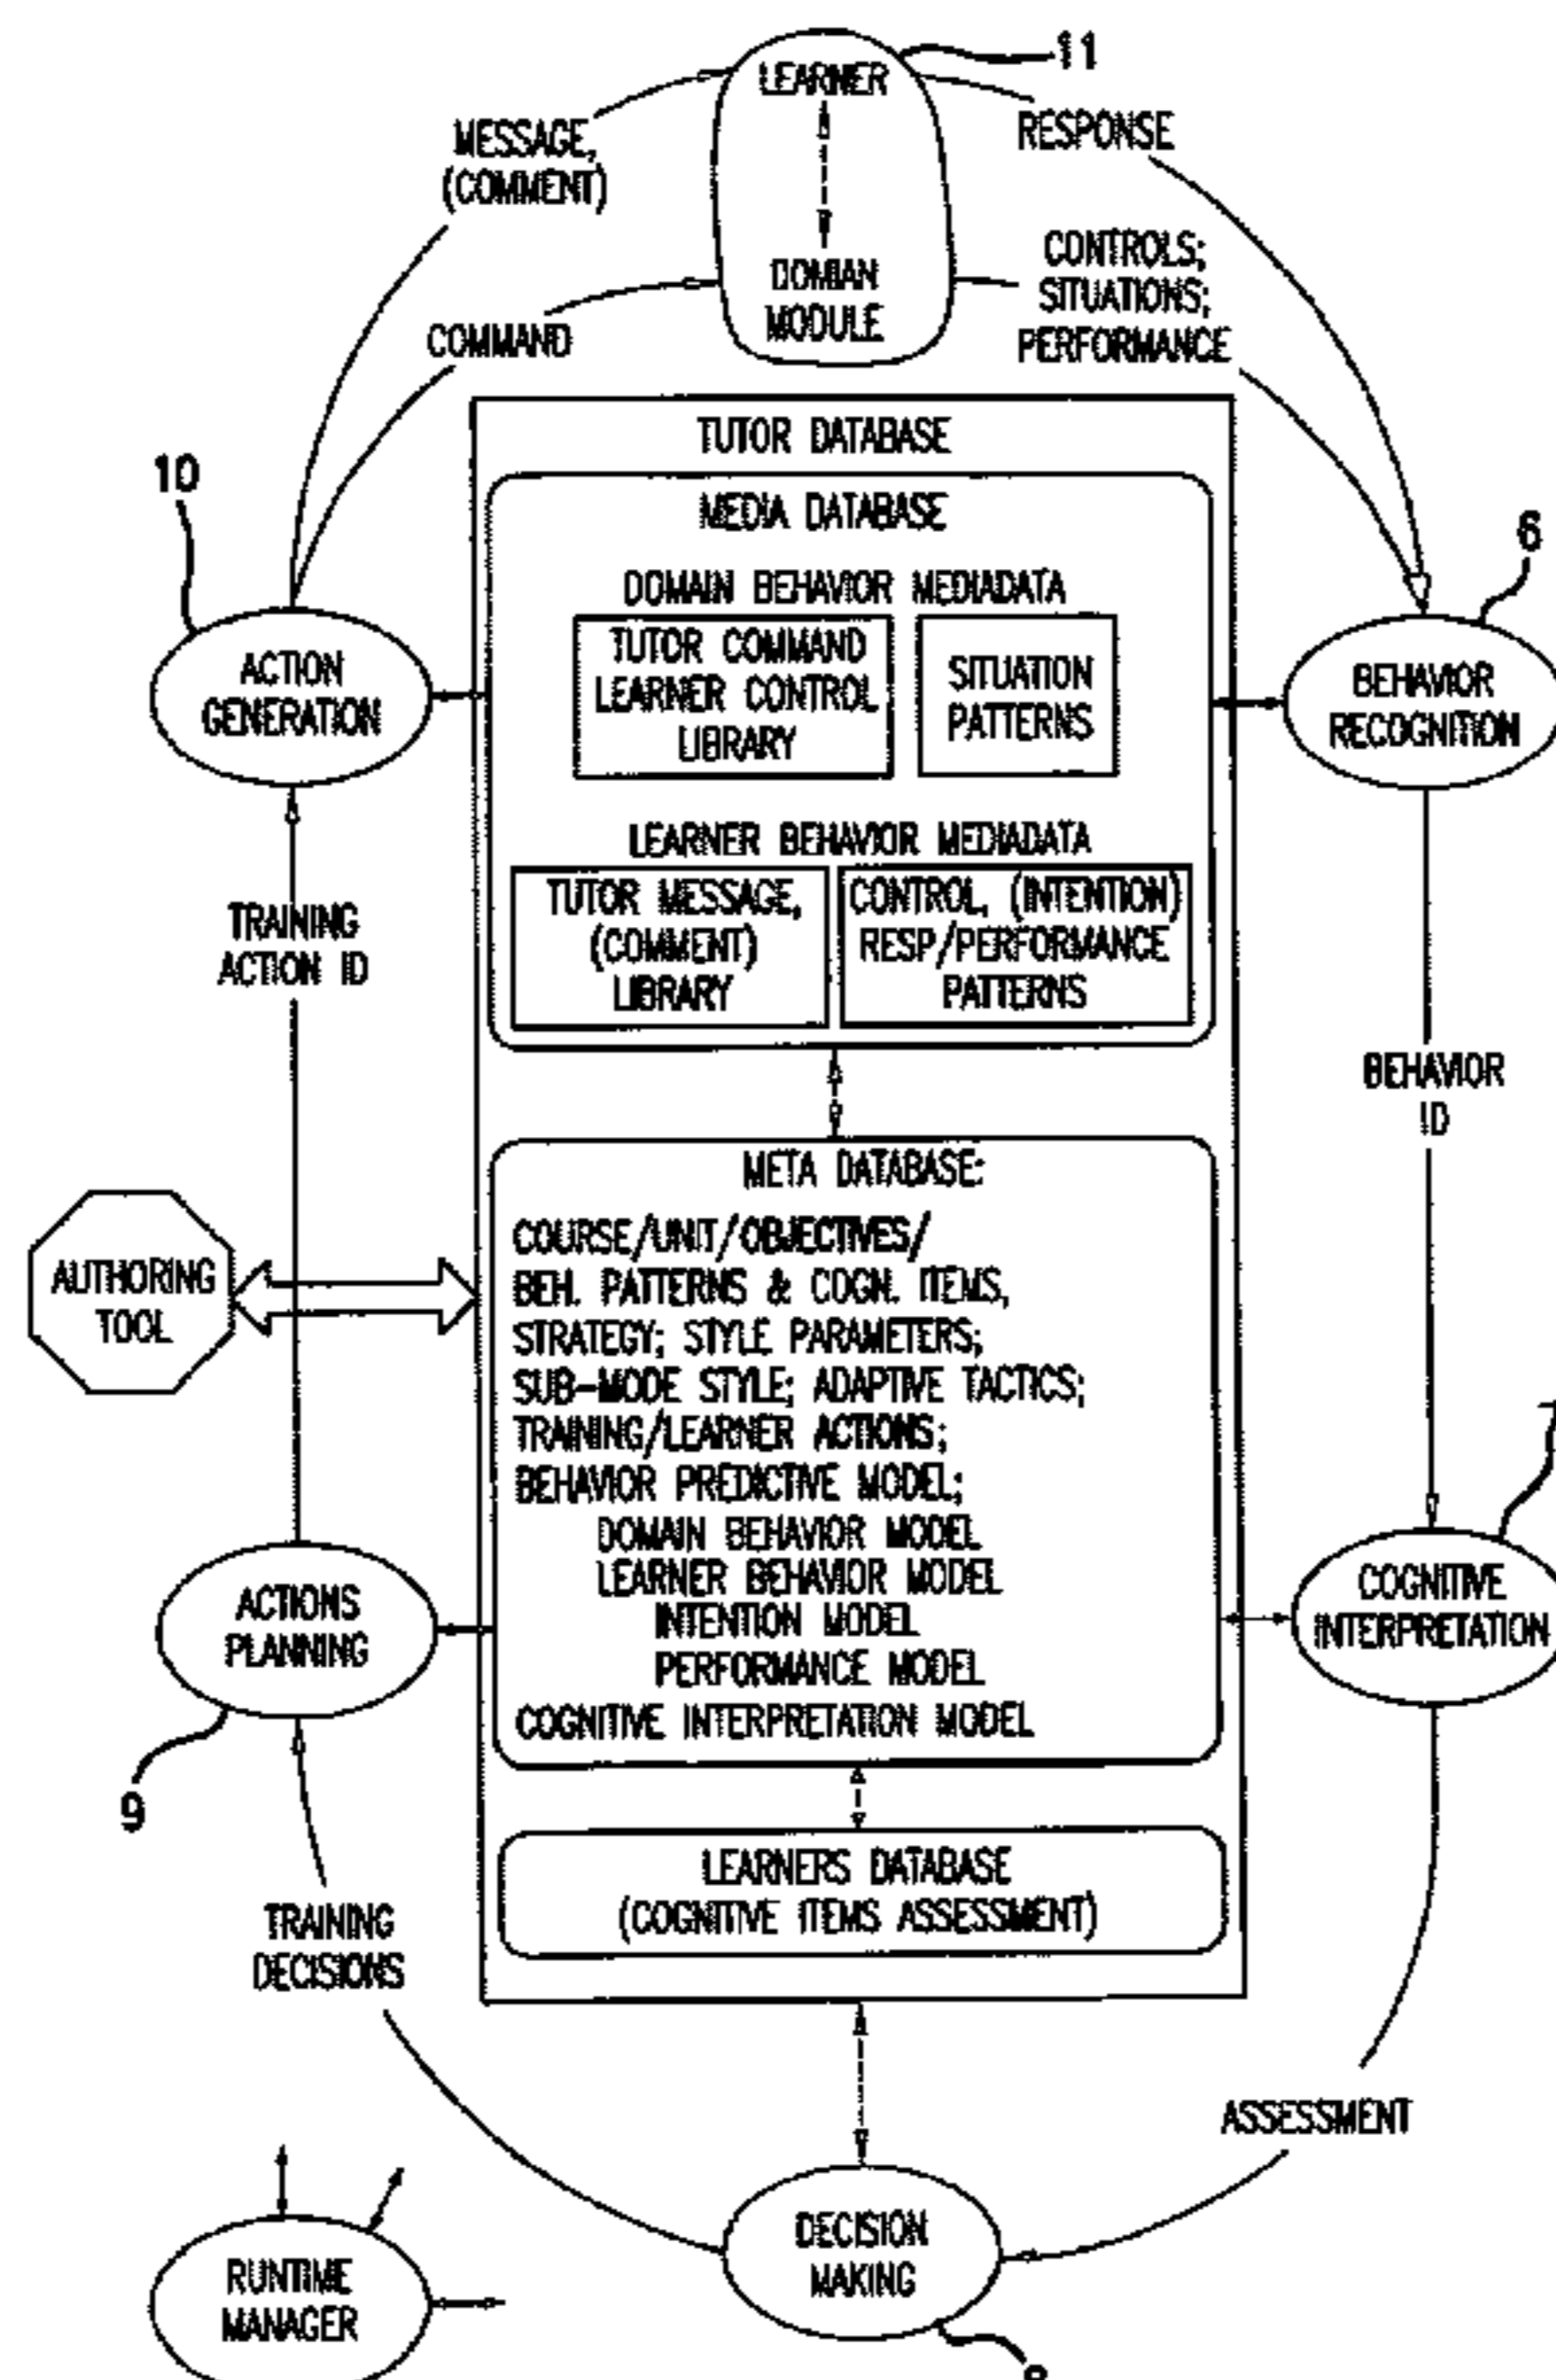 11
LEARNER
MESSAGE,
(COMMENT)
RESPONSE
DOMIAN
MODULE
CONTROLS;
SITUATIONS;
PERFORMANCE
COMMAND
TUTOR DATABASE
MEDIA DATABASE
10
6
DOMAIN BEHAVIOR MEDIADATA
TUTOR COMMAND
LEARNER CONTROL
LIBRARY
SITUATION
PATTERNS
ACTION
GENERATION
BEHAVIOR
RECOGNITION
LEARNER BEHAVIOR MEDIADATA
TUTOR MESSAGE,
(COMMENT)
LIBRARY
CONTROL, (INTENTION)
RESP/PERFORMANCE
PATTERNS
TRAINING
ACTION ID
BEHAVIOR
ID
META DATABASE:
COURSE/UNIT/OBJECTIVES/
BEH. PATTERNS & COGN. ITEMS,
STRATEGY; STYLE PARAMETERS;
SUB-MODE STYLE; ADAPTIVE TACTICS;
TRAINING/LEARNER ACTIONS;
BEHAVIOR PREDICTIVE MODEL;
DOMAIN BEHAVIOR MODEL
LEARNER BEHAVIOR MODEL
INTENTION MODEL
PERFORMANCE MODEL
COGNITIVE INTERPRETATION MODEL
AUTHORING
TOOL
ACTIONS
PLANNING
COGNITIVE
INTERPRETATION
9
LEARNERS DATABASE
(COGNITIVE ITEMS ASSESSMENT)
TRAINING
DECISIONS
ASSESSMENT
DECISION
MAKING
RUNTIME
MANAGER